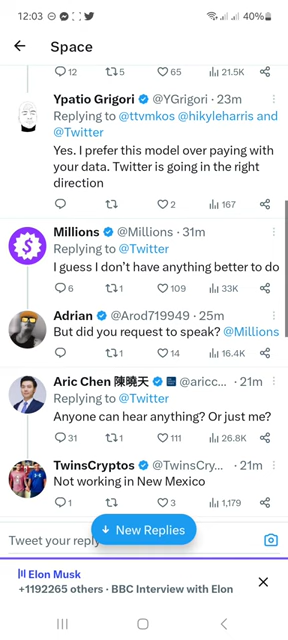 12:03 40%
Space
12 5 65 21.5K
Ypatio Grigori @YGrigori · 23m
Replying to @ttvmkos @hikyleharris and
@Twitter
Yes. I prefer this model over paying with
your data. Twitter is going in the right
direction
2 167
Millions @Millions · 31m
Replying to @Twitter
I guess I don't have anything better to do
6 1 109 33K
Adrian @Arod719949 · 25m
But did you request to speak? @Millions
1 14 16.4K
Aric Chen 陳曉天 @aricc... · 21m
Replying to @Twitter
Anyone can hear anything? Or just me?
31 1 111 26.8K
TwinsCryptos @TwinsCry... · 21m
Not working in New Mexico
1 3 1,179
New Replies
Tweet your reply
Elon Musk
+1192265 others · BBC Interview with Elon